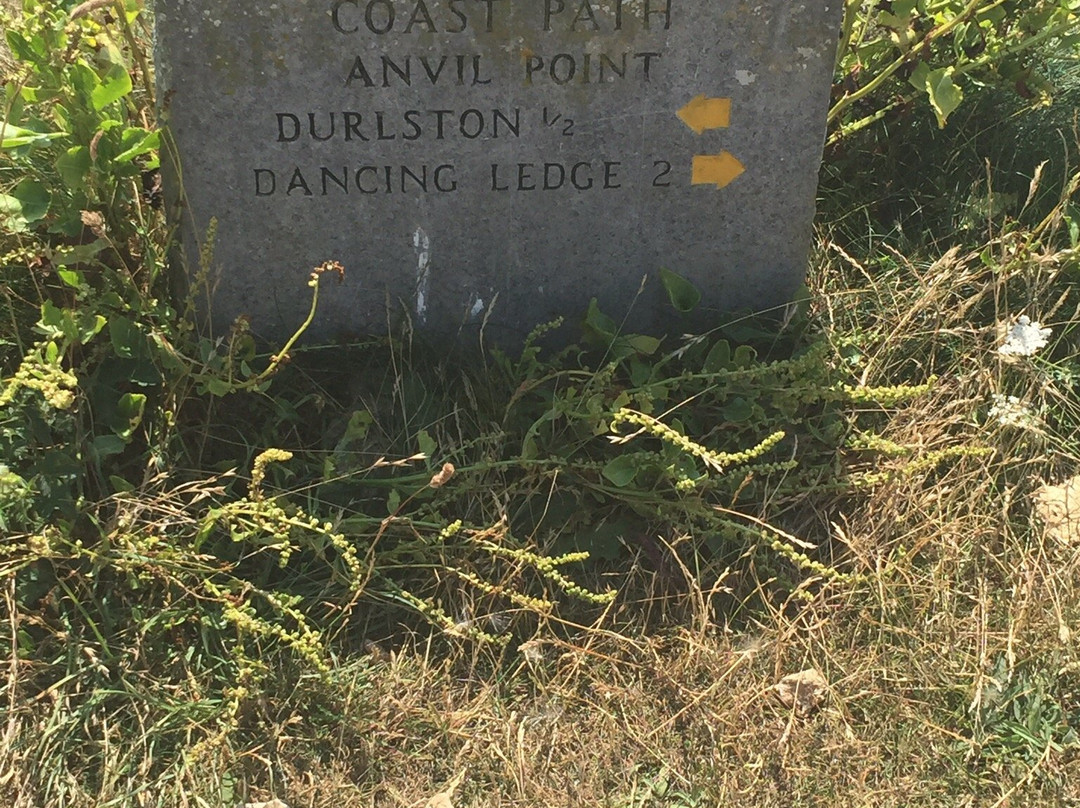 COAST PATH
ANVIL POINT
DURLSTON ½
DANCING LEDGE 2